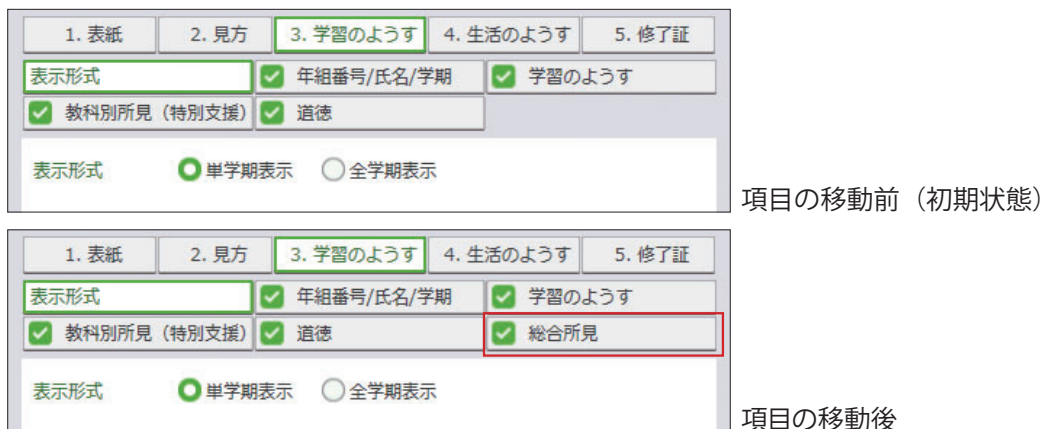 1. 表紙 2. 見方 3. 学習のようす 4. 生活のようす 5. 修了証
表示形式 年組番号/氏名/学期 学習のようす
教科別所見（特別支援） 道徳
表示形式 単学期表示 全学期表示
項目の移動前（初期状態）
1. 表紙 2. 見方 3. 学習のようす 4. 生活のようす 5. 修了証
表示形式 年組番号/氏名/学期 学習のようす
教科別所見（特別支援） 道徳 総合所見
表示形式 単学期表示 全学期表示
項目の移動後